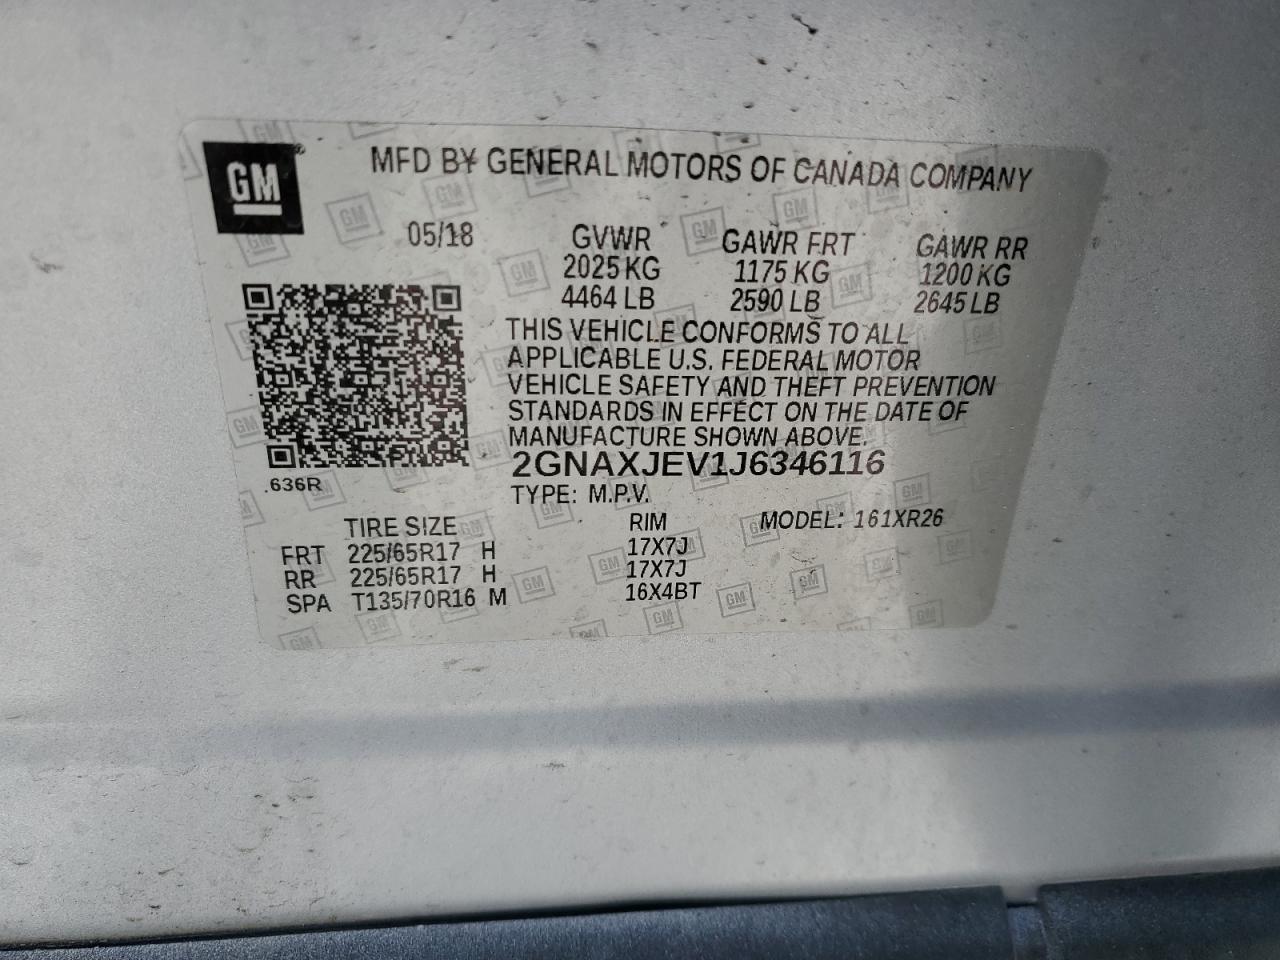 GM
MFD BY GENERAL MOTORS OF CANADA COMPANY
05/18 GVWR GAWR FRT GAWR RR
2025 KG 1175 KG 1200 KG
4464 LB 2590 LB 2645 LB
THIS VEHICLE CONFORMS TO ALL
APPLICABLE U.S. FEDERAL MOTOR
VEHICLE SAFETY AND THEFT PREVENTION
STANDARDS IN EFFECT ON THE DATE OF
MANUFACTURE SHOWN ABOVE.
2GNAXJEV1J6346116
.636R
TYPE: M.P.V.
TIRE SIZE RIM MODEL: 161XR26
FRT 225/65R17 H 17X7J
RR 225/65R17 H 17X7J
SPA T135/70R16 M 16X4BT